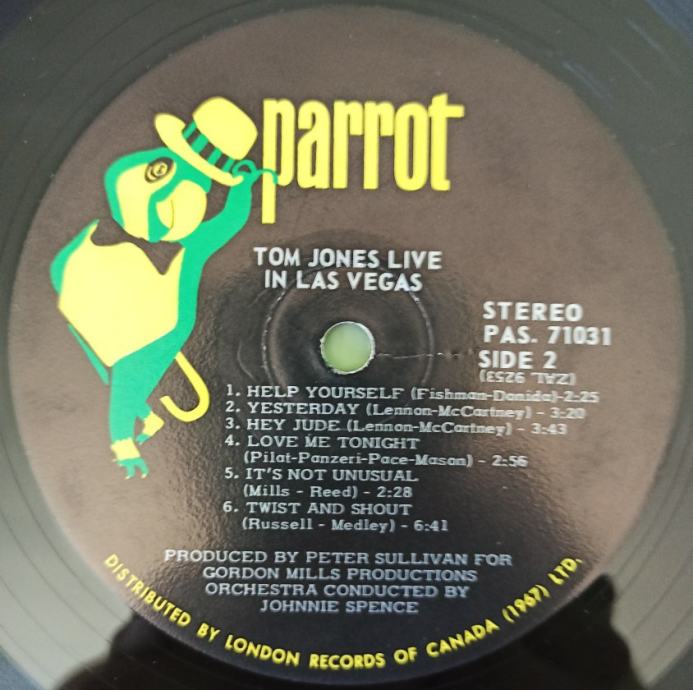 parrot
TOM JONES LIVE
IN LAS VEGAS
STEREO
PAS. 71031
SIDE 2
(ZAL. 9253)
1. HELP YOURSELF (Fishman-Donida)-2:25
2. YESTERDAY (Lennon-McCartney) - 3:20
3. HEY JUDE (Lennon-McCartney) - 3:43
4. LOVE ME TONIGHT
(Pilat-Panzeri-Pace-Mason) - 2:56
5. IT'S NOT UNUSUAL
(Mills - Reed) - 2:28
6. TWIST AND SHOUT
(Russell - Medley) - 6:41
PRODUCED BY PETER SULLIVAN FOR
GORDON MILLS PRODUCTIONS
ORCHESTRA CONDUCTED BY
JOHNNIE SPENCE
DISTRIBUTED BY LONDON RECORDS OF CANADA (1967) LTD.